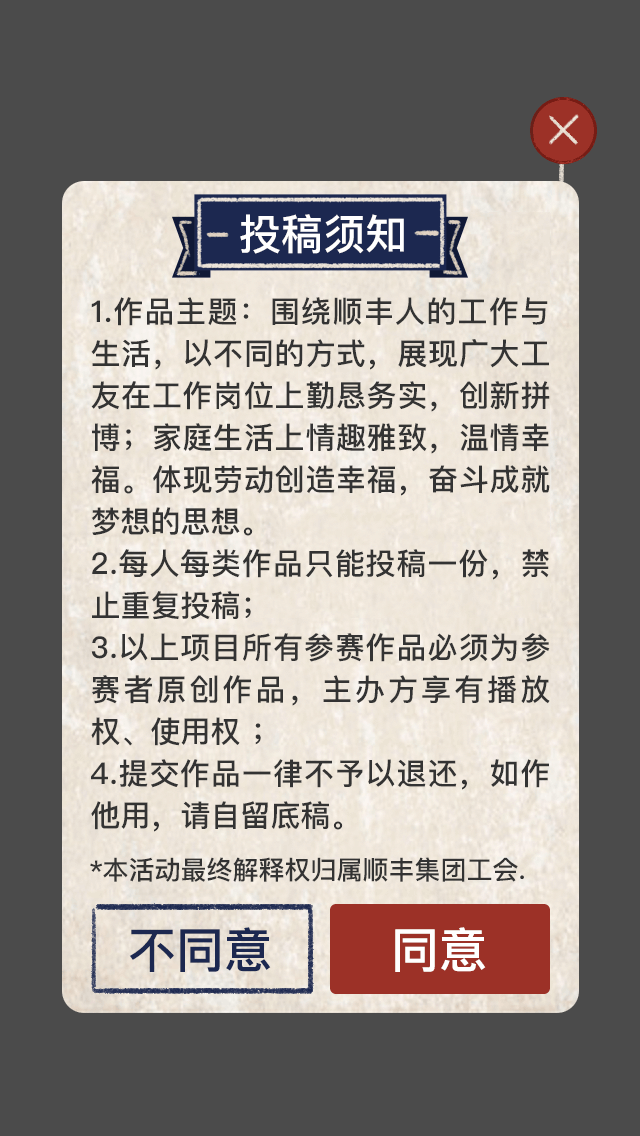 投稿须知
1.作品主题：围绕顺丰人的工作与
生活，以不同的方式，展现广大工
友在工作岗位上勤恳务实，创新拼
博；家庭生活上情趣雅致，温情幸
福。体现劳动创造幸福，奋斗成就
梦想的思想。
2.每人每类作品只能投稿一份，禁
止重复投稿；
3.以上项目所有参赛作品必须为参
赛者原创作品，主办方享有播放
权、使用权；
4.提交作品一律不予以退还，如作
他用，请自留底稿。
*本活动最终解释权归属顺丰集团工会.
不同意
同意